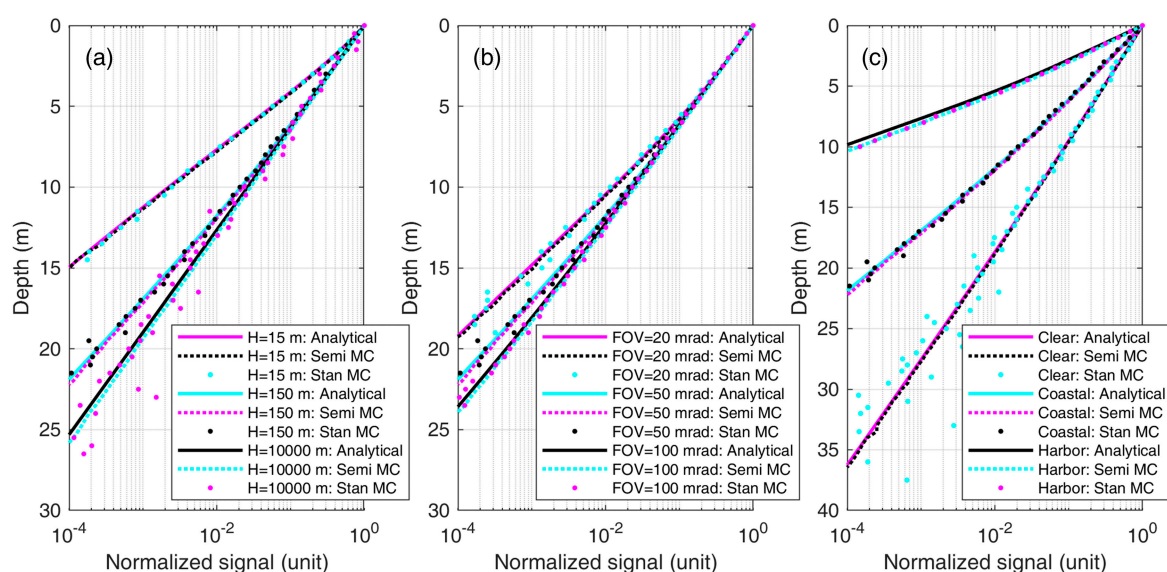 (a)
0
5
10
15
20
25
30
Depth (m)
H=15 m: Analytical
H=15 m: Semi MC
H=15 m: Stan MC
H=150 m: Analytical
H=150 m: Semi MC
H=150 m: Stan MC
H=10000 m: Analytical
H=10000 m: Semi MC
H=10000 m: Stan MC
10⁻⁴ 10⁻² 10⁰
Normalized signal (unit)
(b)
0
5
10
15
20
25
30
Depth (m)
FOV=20 mrad: Analytical
FOV=20 mrad: Semi MC
FOV=20 mrad: Stan MC
FOV=50 mrad: Analytical
FOV=50 mrad: Semi MC
FOV=50 mrad: Stan MC
FOV=100 mrad: Analytical
FOV=100 mrad: Semi MC
FOV=100 mrad: Stan MC
10⁻⁴ 10⁻² 10⁰
Normalized signal (unit)
(c)
0
5
10
15
20
25
30
35
40
Depth (m)
Clear: Analytical
Clear: Semi MC
Clear: Stan MC
Coastal: Analytical
Coastal: Semi MC
Coastal: Stan MC
Harbor: Analytical
Harbor: Semi MC
Harbor: Stan MC
10⁻⁴ 10⁻² 10⁰
Normalized signal (unit)